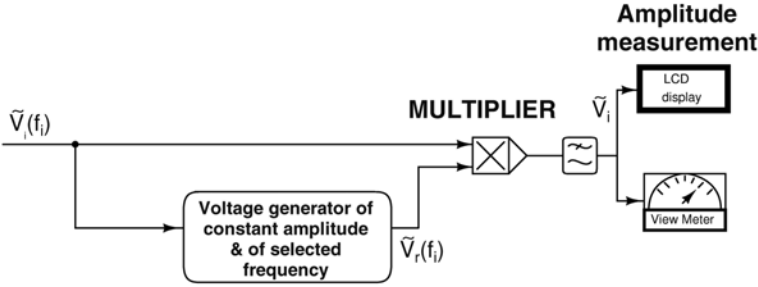 Amplitude
measurement
LCD
display
MULTIPLIER
Ṽi
Ṽi(fi)
Voltage generator of
constant amplitude
& of selected
frequency
Ṽr(fi)
View Meter